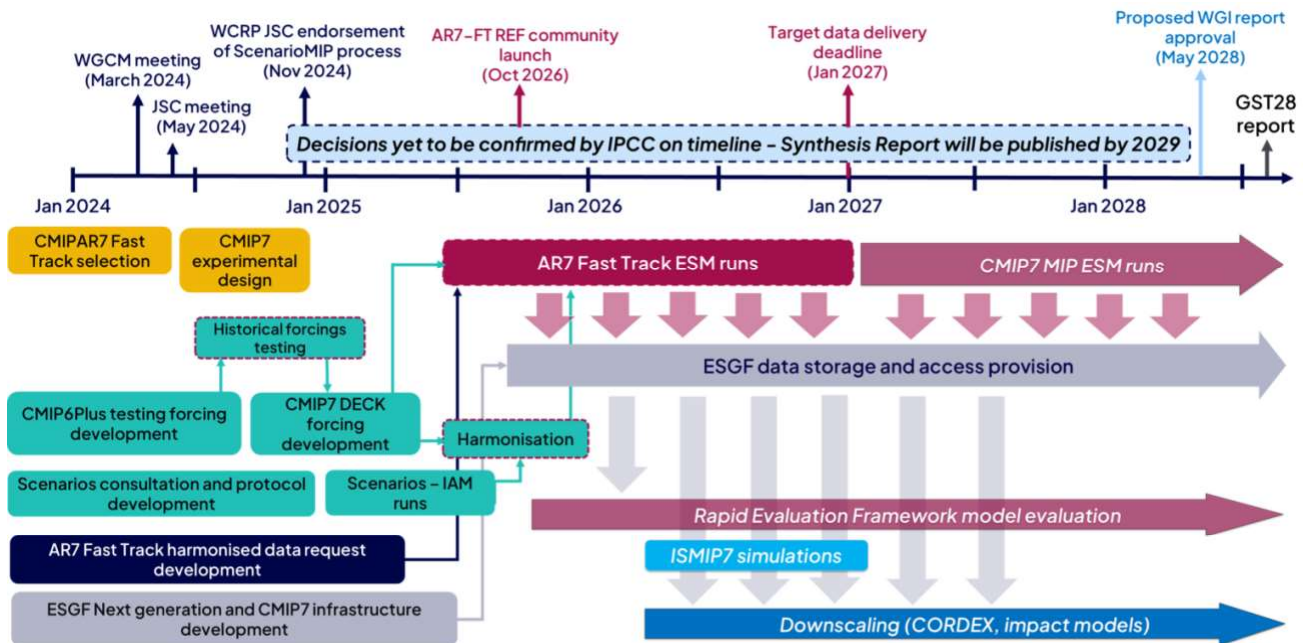 WGCM meeting
(March 2024)
JSC meeting
(May 2024)
WCRP JSC endorsement
of ScenarioMIP process
(Nov 2024)
AR7-FT REF community
launch
(Oct 2026)
Target data delivery
deadline
(Jan 2027)
Proposed WGI report
approval
(May 2028)
GST28
report
Decisions yet to be confirmed by IPCC on timeline – Synthesis Report will be published by 2029
Jan 2024
Jan 2025
Jan 2026
Jan 2027
Jan 2028
CMIPAR7 Fast
Track selection
CMIP7
experimental
design
AR7 Fast Track ESM runs
CMIP7 MIP ESM runs
Historical forcings
testing
ESGF data storage and access provision
CMIP6Plus testing forcing
development
CMIP7 DECK
forcing
development
Harmonisation
Scenarios consultation and protocol
development
Scenarios – IAM
runs
Rapid Evaluation Framework model evaluation
AR7 Fast Track harmonised data request
development
ISMIP7 simulations
ESGF Next generation and CMIP7 infrastructure
development
Downscaling (CORDEX, impact models)